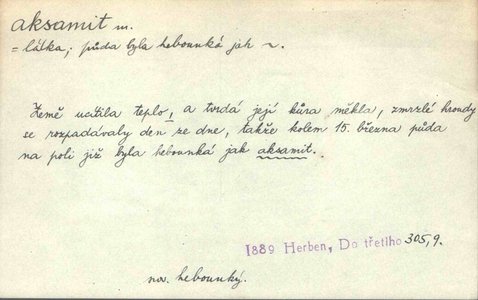 aksamit m.
= látka; půda byla hebounká jak ~.
Země ucítila teplo, a tvrdá její kůra měkla, zmrzlé hroudy
se rozpadávaly den ze dne, takže kolem 15. března půda
na poli již byla hebounká jak aksamit.
1889 Herben, Do třetího 305,9.
na hebounký.